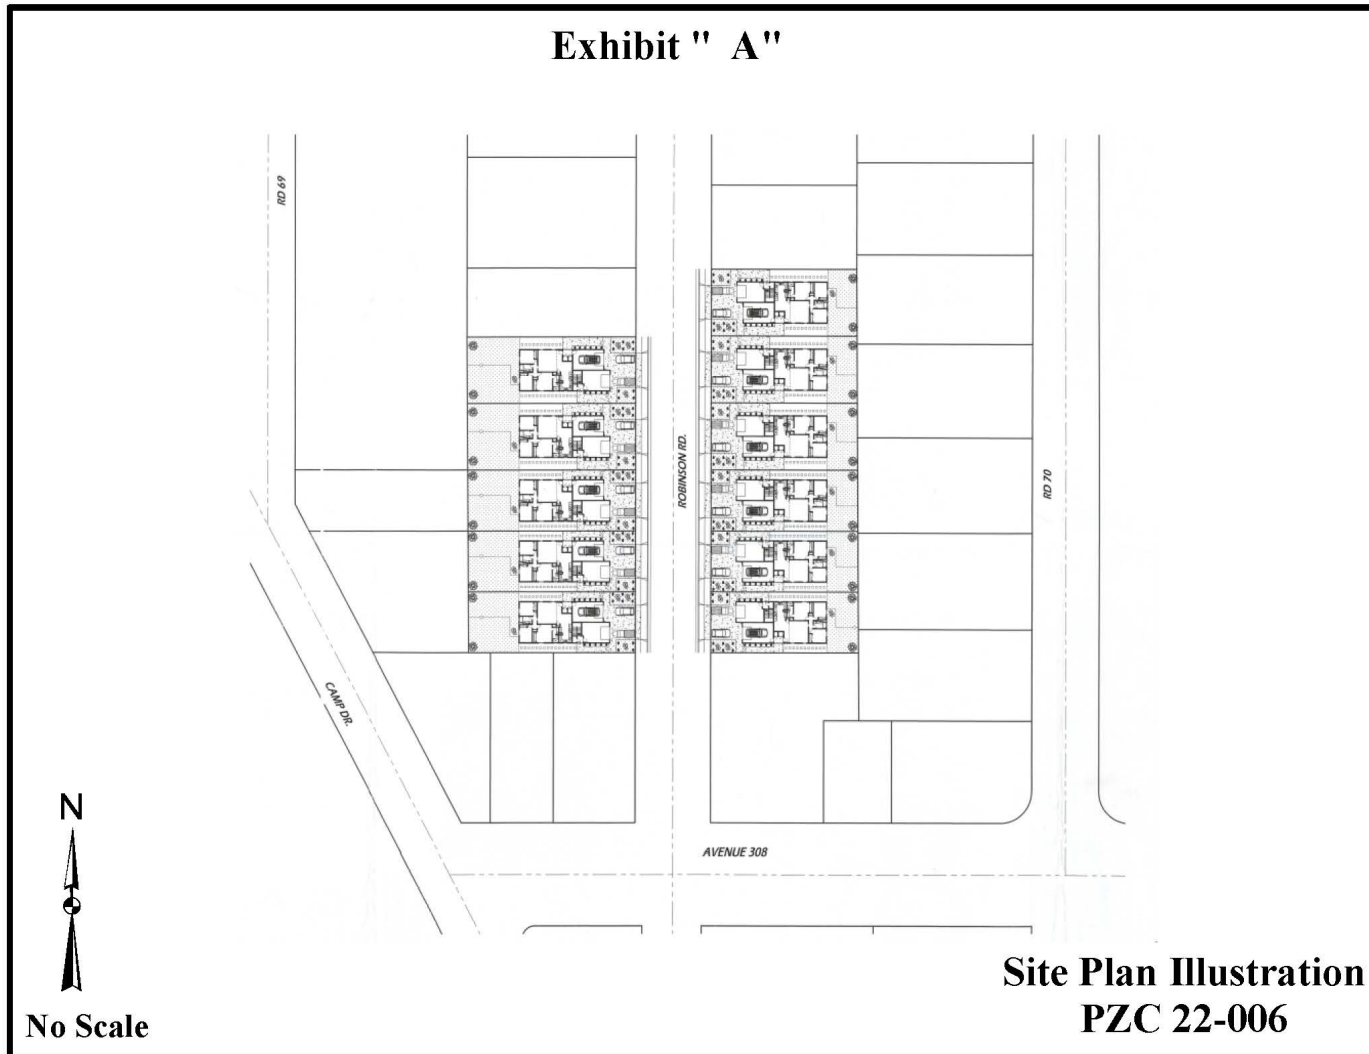 Exhibit " A"
RD 69
ROBINSON RD.
RD 70
CAMP DR.
AVENUE 308
N
No Scale
Site Plan Illustration
PZC 22-006